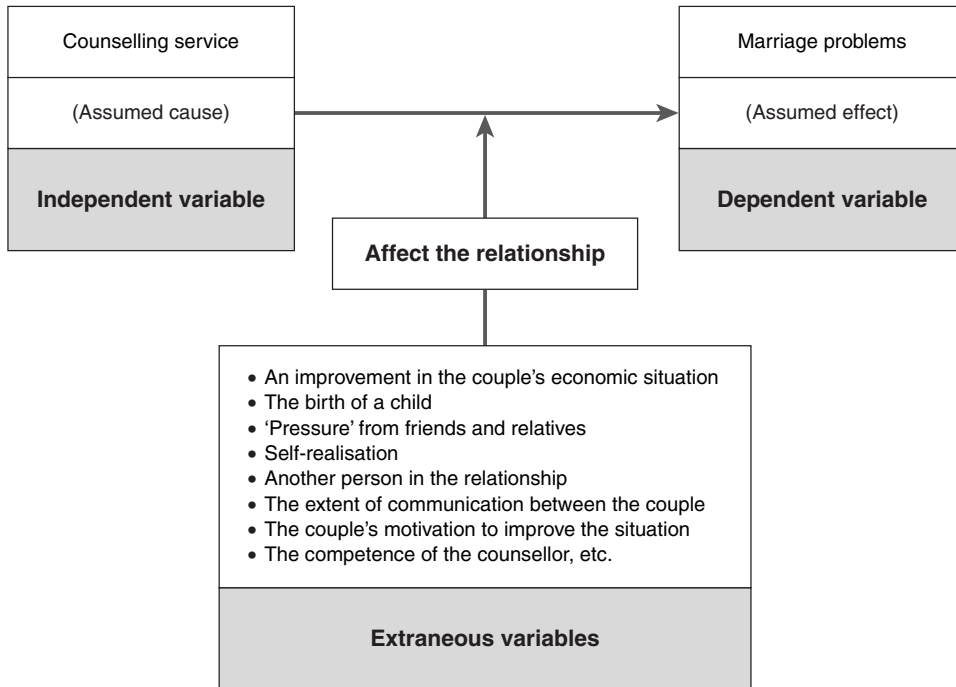 Counselling service
(Assumed cause)
Independent variable
Marriage problems
(Assumed effect)
Dependent variable
Affect the relationship
• An improvement in the couple’s economic situation
• The birth of a child
• ‘Pressure’ from friends and relatives
• Self-realisation
• Another person in the relationship
• The extent of communication between the couple
• The couple’s motivation to improve the situation
• The competence of the counsellor, etc.
Extraneous variables